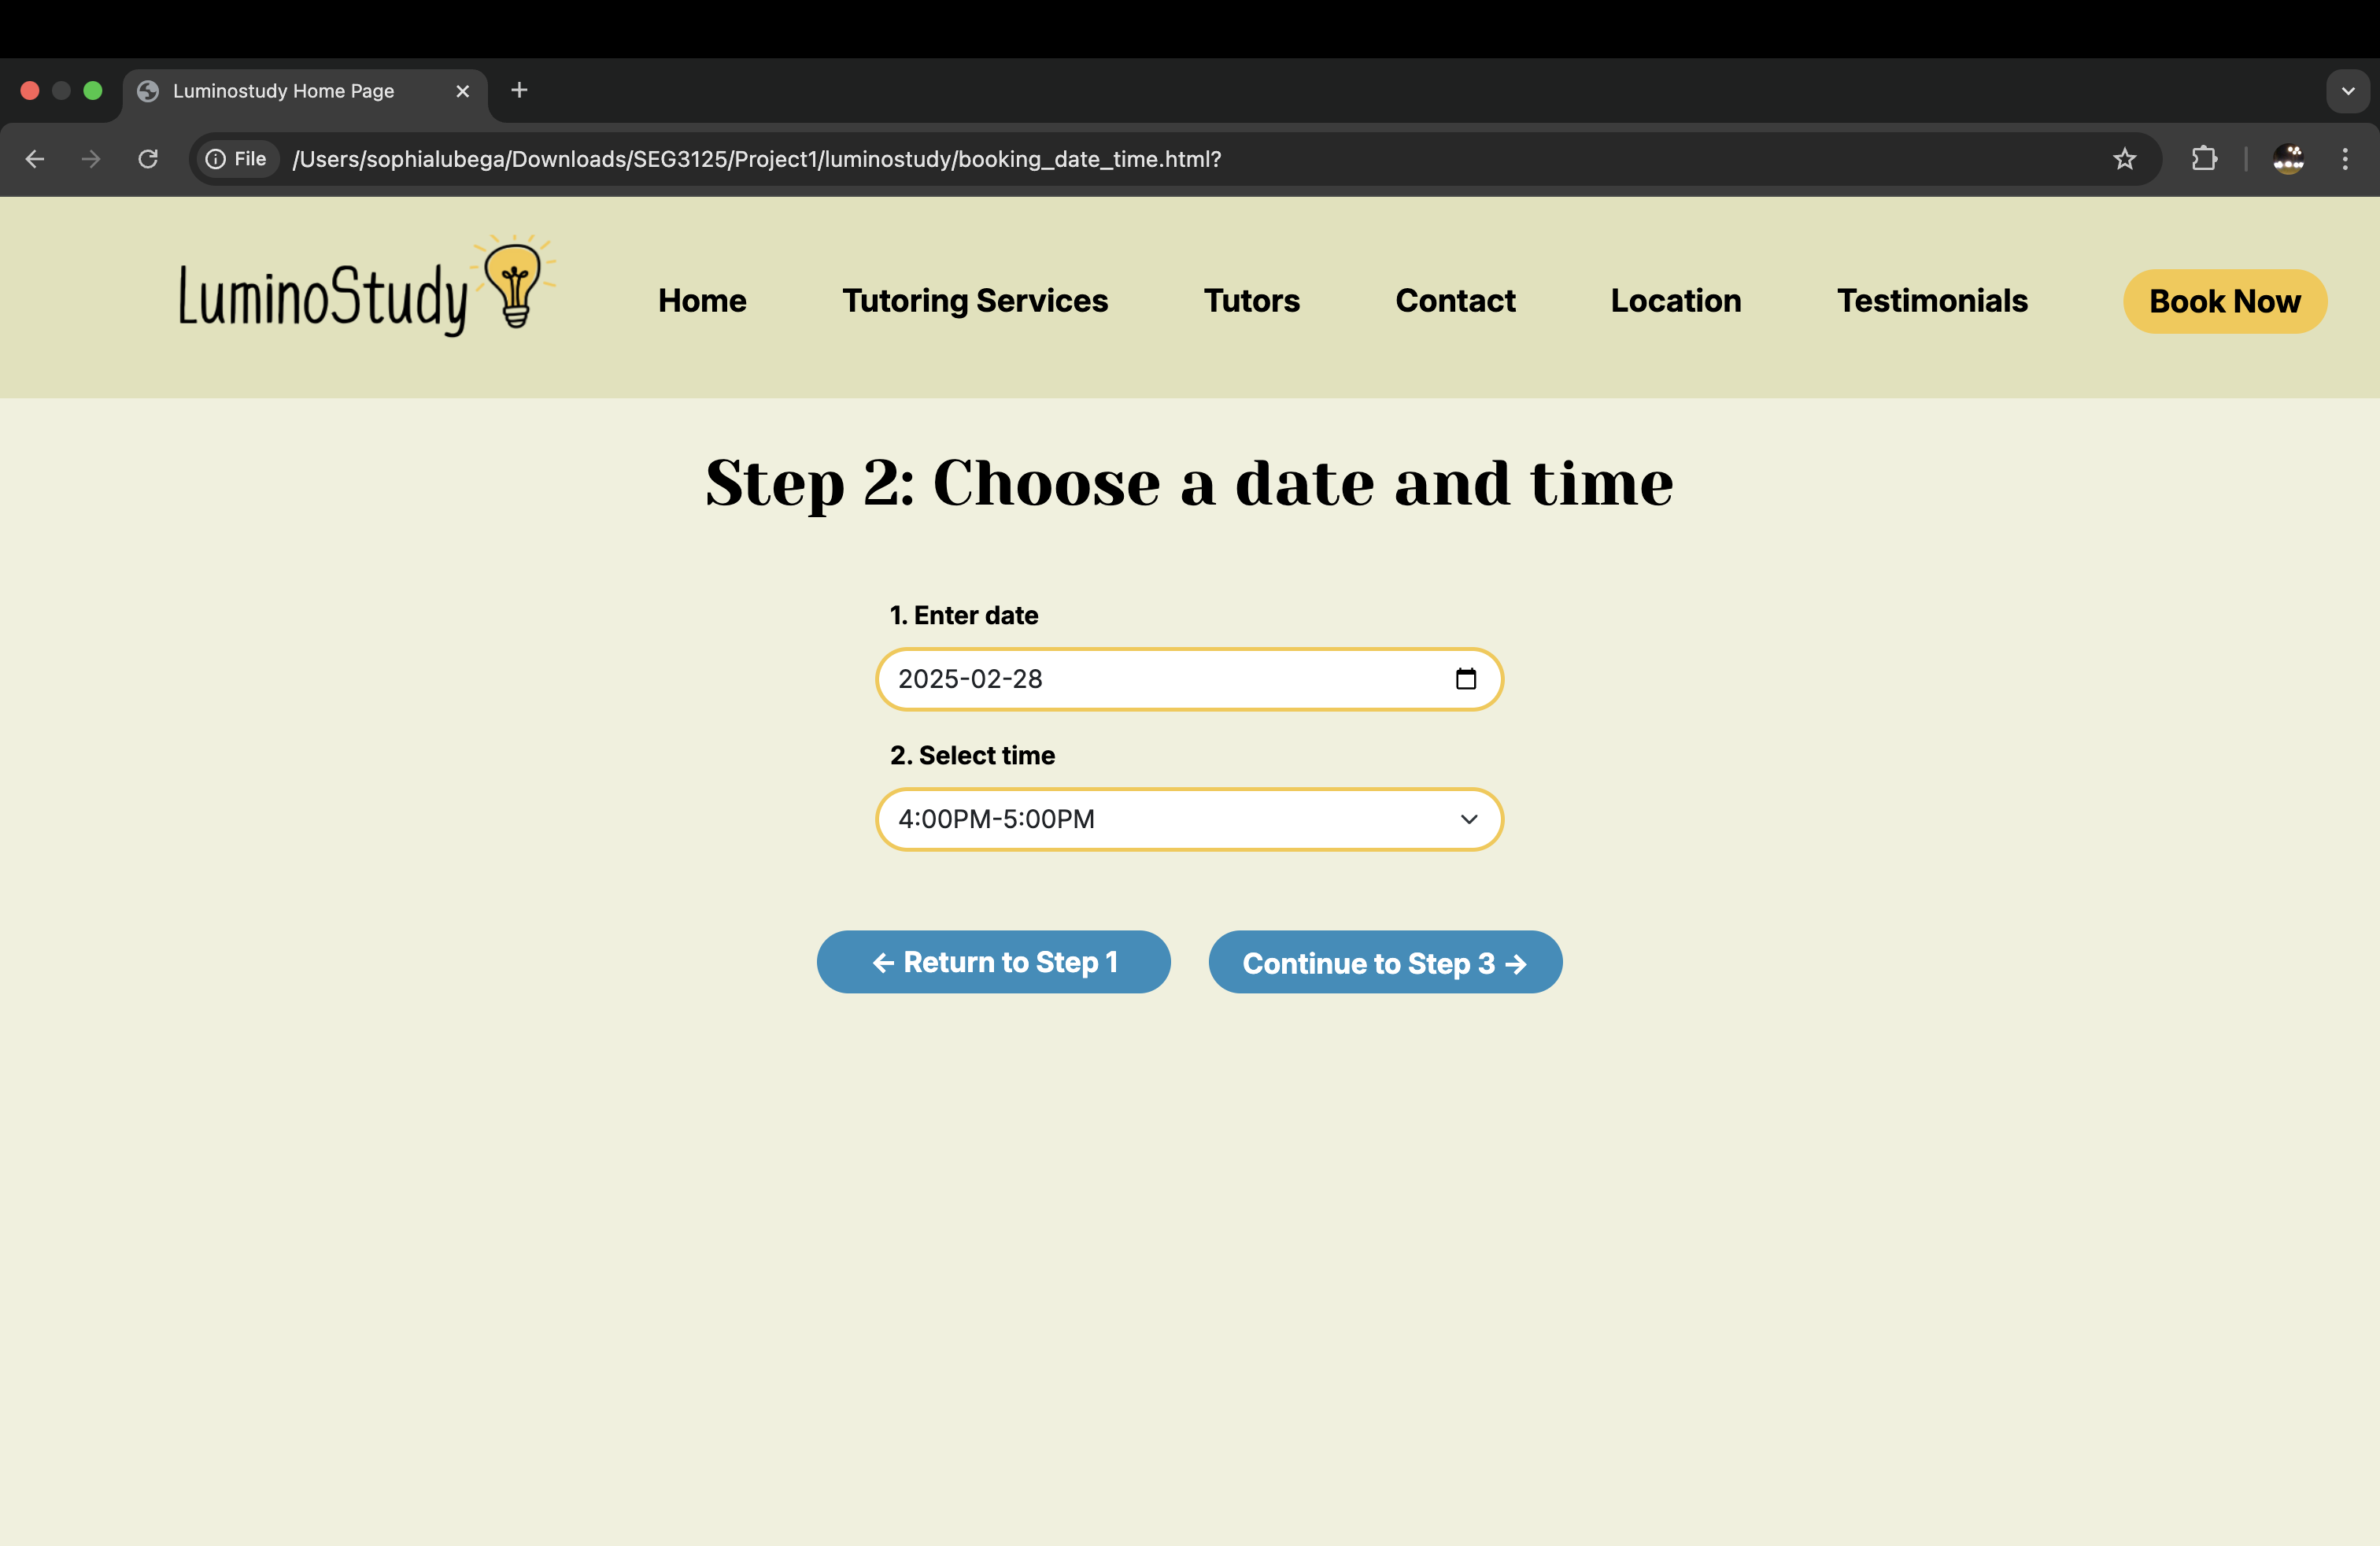 Luminostudy Home Page
File /Users/sophialubega/Downloads/SEG3125/Project1/luminostudy/booking_date_time.html?
LuminoStudy Home Tutoring Services Tutors Contact Location Testimonials Book Now
Step 2: Choose a date and time
1. Enter date
2025-02-28
2. Select time
4:00PM-5:00PM
← Return to Step 1 Continue to Step 3 →